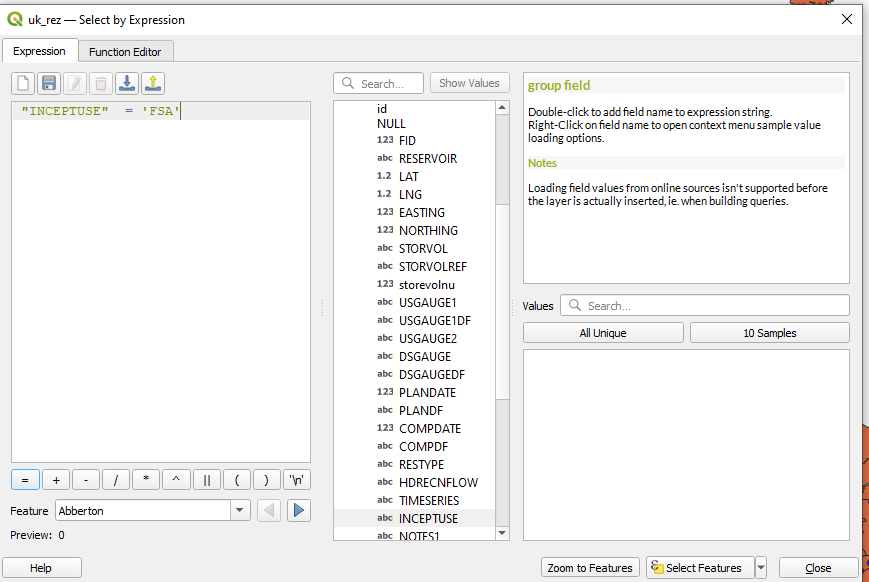 uk_rez — Select by Expression
Expression
Function Editor
"INCEPTUSE" = 'FSA'
= + - / * ^ || ( ) '\n'
Feature Abberton
Preview: 0
Search...
Show Values
id
NULL
123 FID
abc RESERVOIR
1.2 LAT
1.2 LNG
123 EASTING
123 NORTHING
abc STORVOL
abc STORVOLREF
123 storevolnu
abc USGAUGE1
abc USGAUGE1DF
abc USGAUGE2
abc DSGAUGE
abc DSGAUGEDF
123 PLANDATE
abc PLANDF
123 COMPDATE
abc COMPDF
abc RESTYPE
abc HDRECNFLOW
abc TIMESERIES
abc INCEPTUSE
abc NOTES1
group field
Double-click to add field name to expression string.
Right-Click on field name to open context menu sample value
loading options.
Notes
Loading field values from online sources isn't supported before
the layer is actually inserted, ie. when building queries.
Values Search...
All Unique
10 Samples
Help
Zoom to Features
Select Features
Close